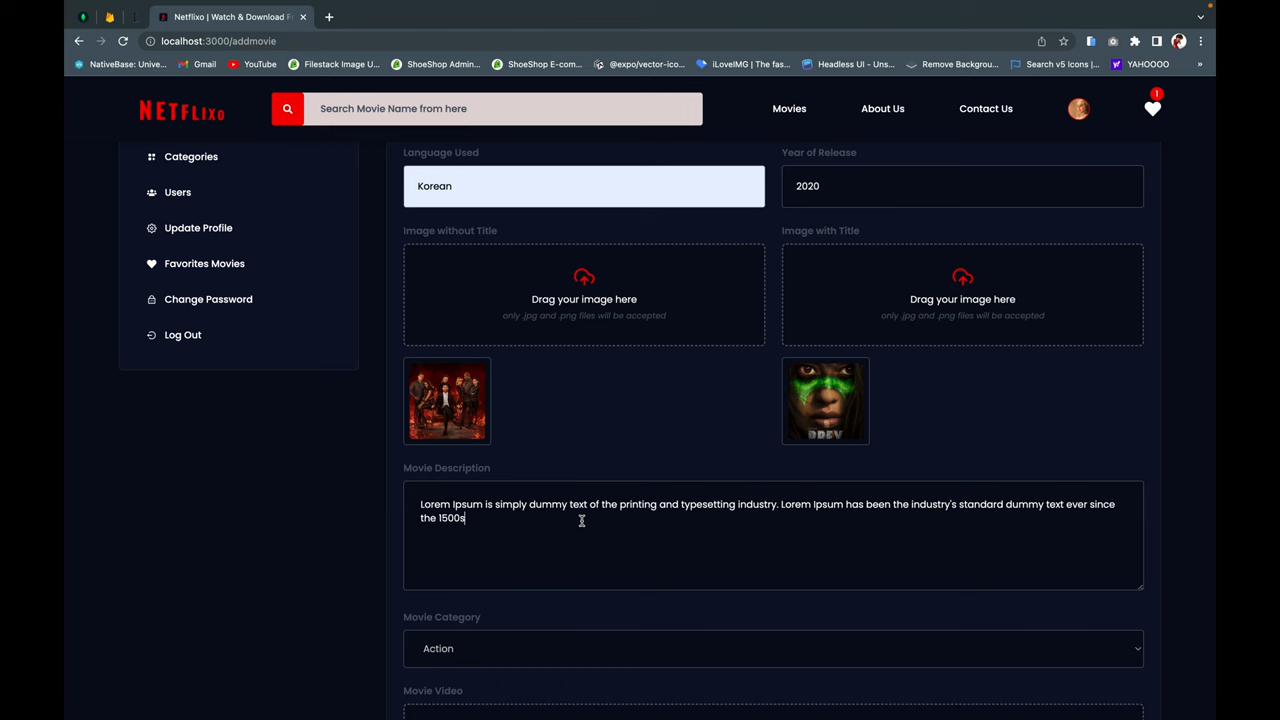 Netflixo | Watch & Download F
localhost:3000/addmovie
NativeBase: Unive...
Gmail
YouTube
Filestack Image U...
ShoeShop Admin,...
ShoeShop E-com...
@expo/vector-ico...
iLoveIMG | The fas...
Headless UI - Uns...
Remove Backgrou...
Search v5 Icons |...
YAHOOOO
»
NETFLIXO
Search Movie Name from here
Movies
About Us
Contact Us
1
Categories
Users
Update Profile
Favorites Movies
Change Password
Log Out
Language Used
Year of Release
Korean
2020
Image without Title
Image with Title
Drag your image here
only .jpg and .png files will be accepted
Drag your image here
only .jpg and .png files will be accepted
PREY
Movie Description
Lorem Ipsum is simply dummy text of the printing and typesetting industry. Lorem Ipsum has been the industry's standard dummy text ever since
the 1500s
Movie Category
Action
Movie Video